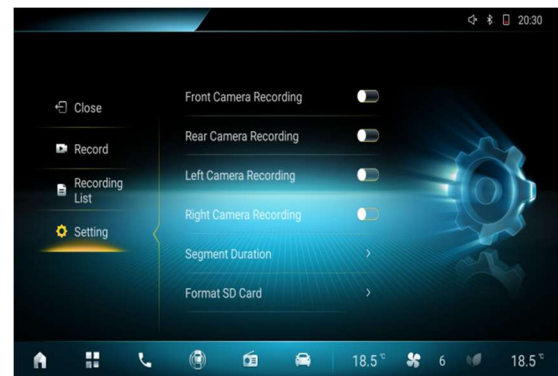 20:30
Close
Record
Recording
List
Setting
Front Camera Recording
Rear Camera Recording
Left Camera Recording
Right Camera Recording
Segment Duration
Format SD Card
18.5 °C
6
18.5 °C